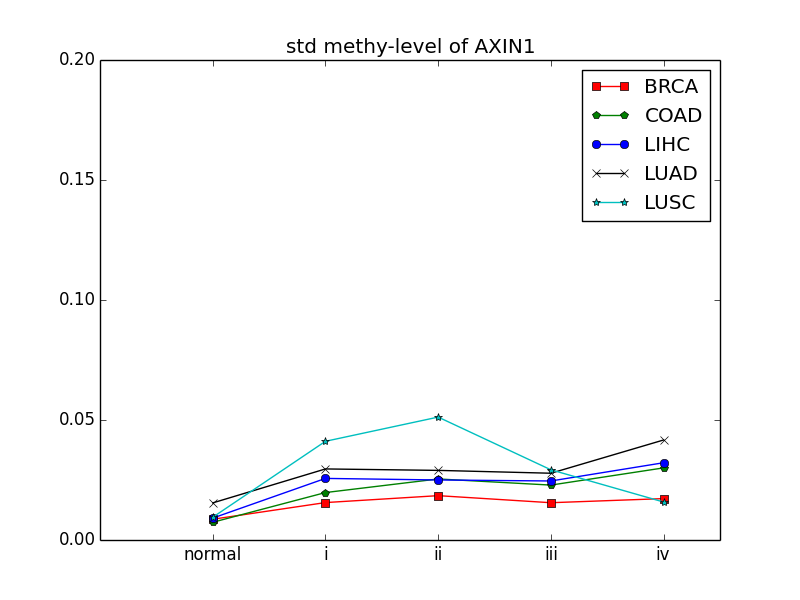 std methy-level of AXIN1
0.20
0.15
0.10
0.05
0.00
BRCA
COAD
LIHC
LUAD
LUSC
normal i ii iii iv